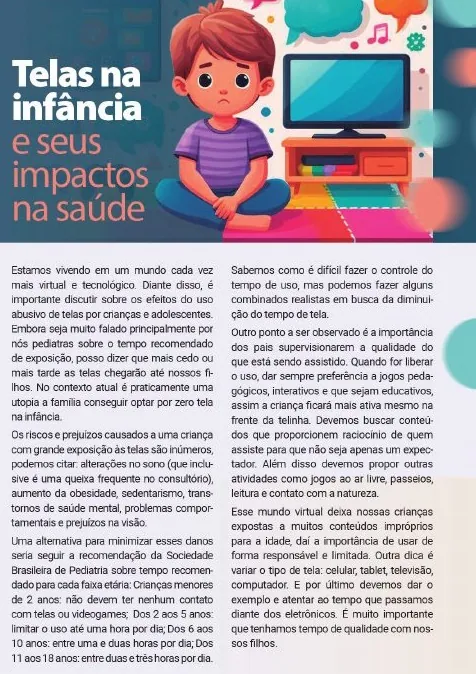 Telas na
infância
e seus
impactos
na saúde
Estamos vivendo em um mundo cada vez
mais virtual e tecnológico. Diante disso, é
importante discutir sobre os efeitos do uso
abusivo de telas por crianças e adolescentes.
Embora seja muito falado principalmente por
nós pediatras sobre o tempo recomendado
de exposição, posso dizer que mais cedo ou
mais tarde as telas chegarão até nossos fi-
lhos. No contexto atual é praticamente uma
utopia a família conseguir optar por zero tela
na infância.
Os riscos e prejuízos causados a uma criança
com grande exposição às telas são inúmeros,
podemos citar: alterações no sono (que inclu-
sive é uma queixa frequente no consultório),
aumento da obesidade, sedentarismo, trans-
tornos de saúde mental, problemas compor-
tamentais e prejuízos na visão.
Uma alternativa para minimizar esses danos
seria seguir a recomendação da Sociedade
Brasileira de Pediatria sobre tempo recomen-
dado para cada faixa etária: Crianças menores
de 2 anos: não devem ter nenhum contato
com telas ou videogames; Dos 2 aos 5 anos:
limitar o uso até uma hora por dia; Dos 6 aos
10 anos: entre uma e duas horas por dia; Dos
11 aos 18 anos: entre duas e três horas por dia.
Sabemos como é difícil fazer o controle do
tempo de uso, mas podemos fazer alguns
combinados realistas em busca da diminui-
ção do tempo de tela.
Outro ponto a ser observado é a importância
dos pais supervisionarem a qualidade do
que está sendo assistido. Quando for liberar
o uso, dar sempre preferência a jogos peda-
gógicos, interativos e que sejam educativos,
assim a criança ficará mais ativa mesmo na
frente da telinha. Devemos buscar conteú-
dos que proporcionem raciocínio de quem
assiste para que não seja apenas um expec-
tador. Além disso devemos propor outras
atividades como jogos ao ar livre, passeios,
leitura e contato com a natureza.
Esse mundo virtual deixa nossas crianças
expostas a muitos conteúdos impróprios
para a idade, daí a importância de usar de
forma responsável e limitada. Outra dica é
variar o tipo de tela: celular, tablet, televisão,
computador. E por último devemos dar o
exemplo e atentar ao tempo que passamos
diante dos eletrônicos. É muito importante
que tenhamos tempo de qualidade com nos-
sos filhos.